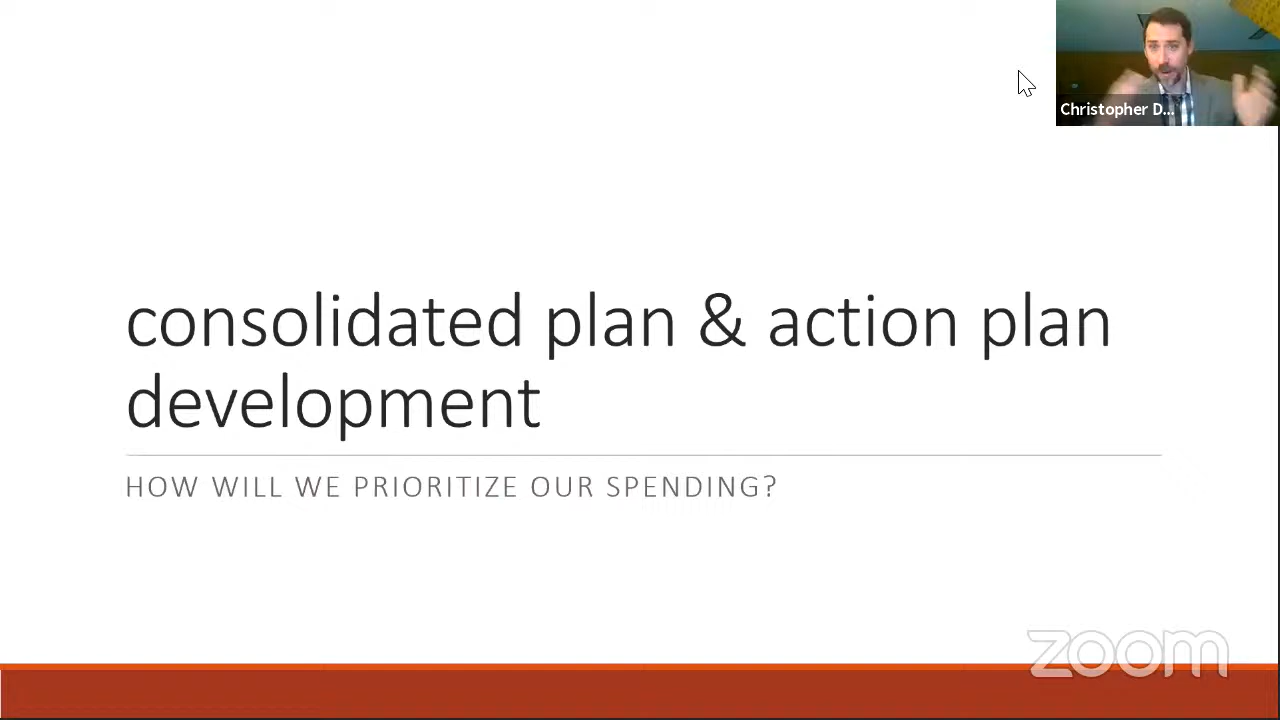 Christopher D...
consolidated plan & action plan
development
HOW WILL WE PRIORITIZE OUR SPENDING?
zoom